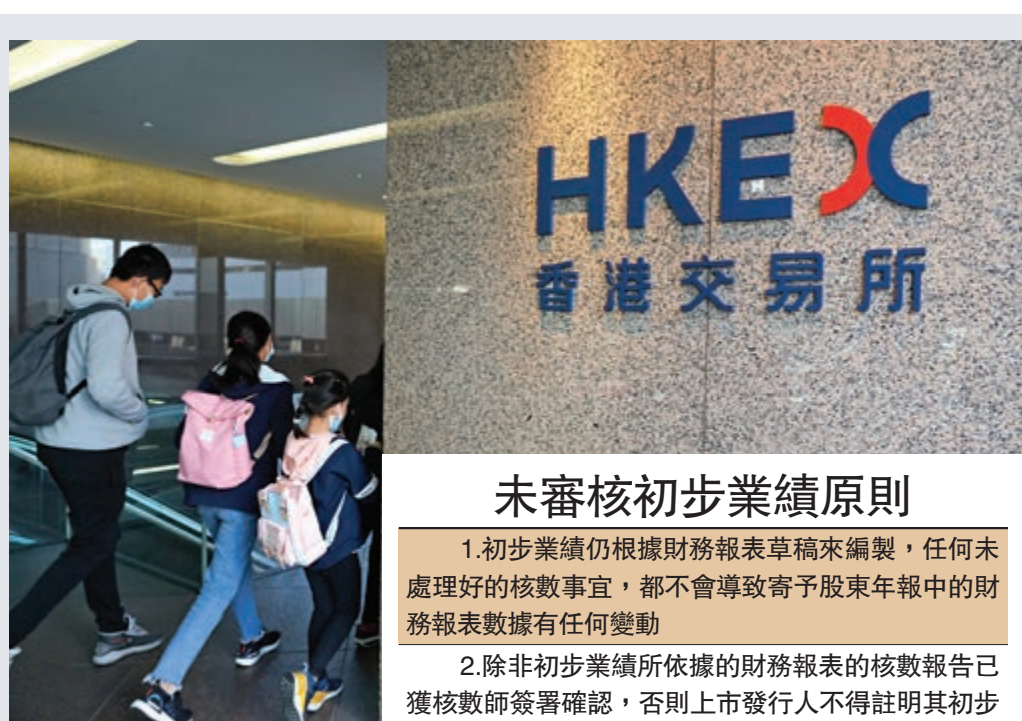 HKEX
香港交易所
未審核初步業績原則
1.初步業績仍根據財務報表草稿來編製，任何未
處理好的核數事宜，都不會導致寄予股東年報中的財
務報表數據有任何變動
2.除非初步業績所依據的財務報表的核數報告已
獲核數師簽署確認，否則上市發行人不得註明其初步